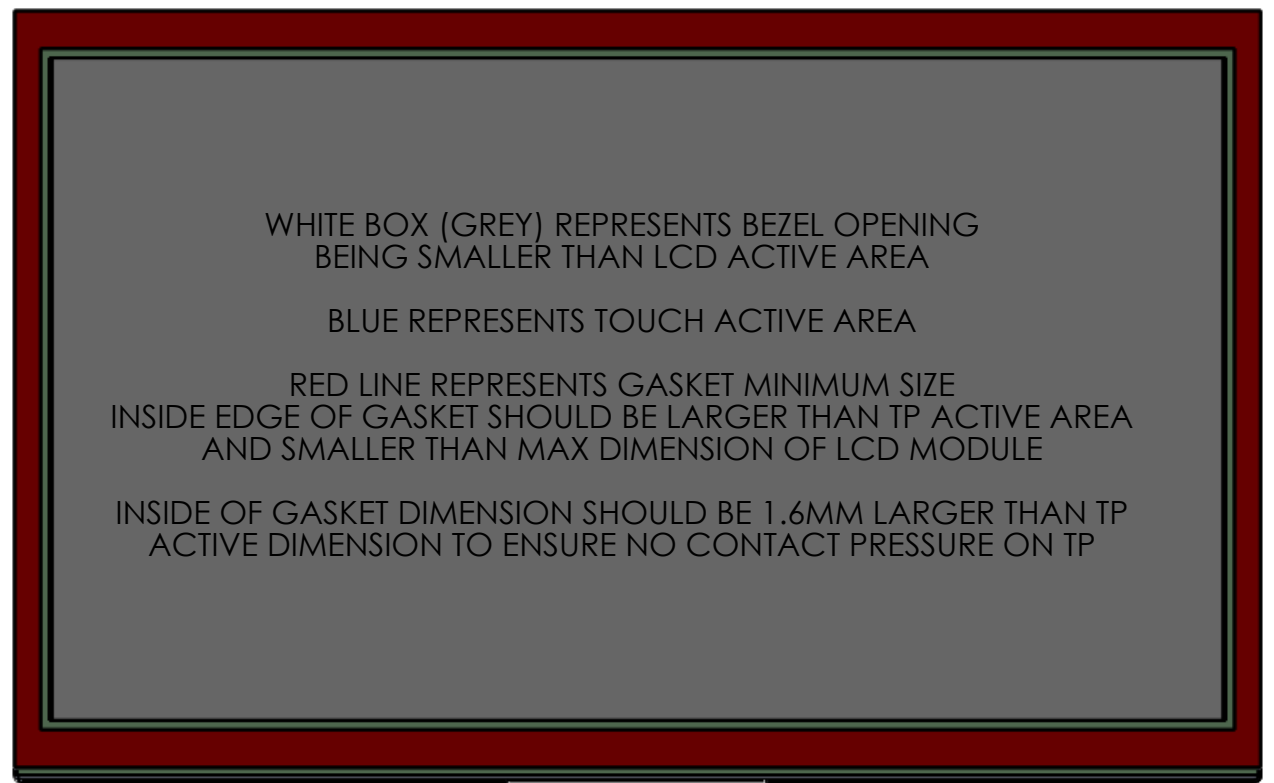 WHITE BOX (GREY) REPRESENTS BEZEL OPENING
BEING SMALLER THAN LCD ACTIVE AREA
BLUE REPRESENTS TOUCH ACTIVE AREA
RED LINE REPRESENTS GASKET MINIMUM SIZE
INSIDE EDGE OF GASKET SHOULD BE LARGER THAN TP ACTIVE AREA
AND SMALLER THAN MAX DIMENSION OF LCD MODULE
INSIDE OF GASKET DIMENSION SHOULD BE 1.6MM LARGER THAN TP
ACTIVE DIMENSION TO ENSURE NO CONTACT PRESSURE ON TP